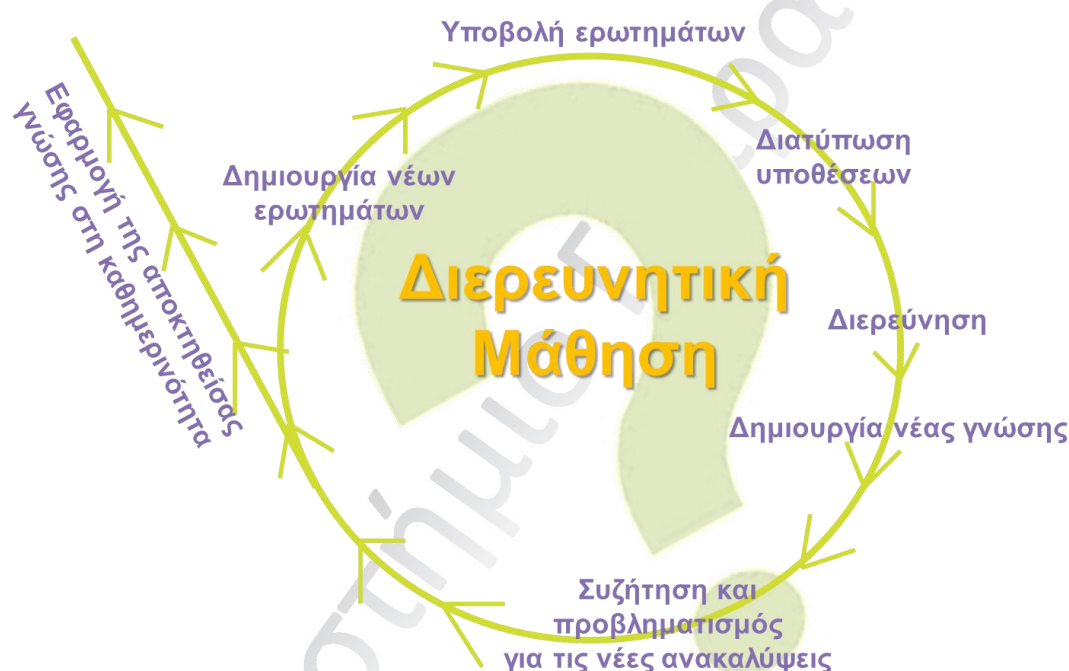 Υποβολή ερωτημάτων
Διατύπωση
υποθέσεων
Διερεύνηση
Δημιουργία νέας γνώσης
Συζήτηση και
προβληματισμός
για τις νέες ανακαλύψεις
Δημιουργία νέων
ερωτημάτων
Εφαρμογή της αποκτηθείσας
γνώσης στη καθημερινότητα
Διερευνητική
Μάθηση